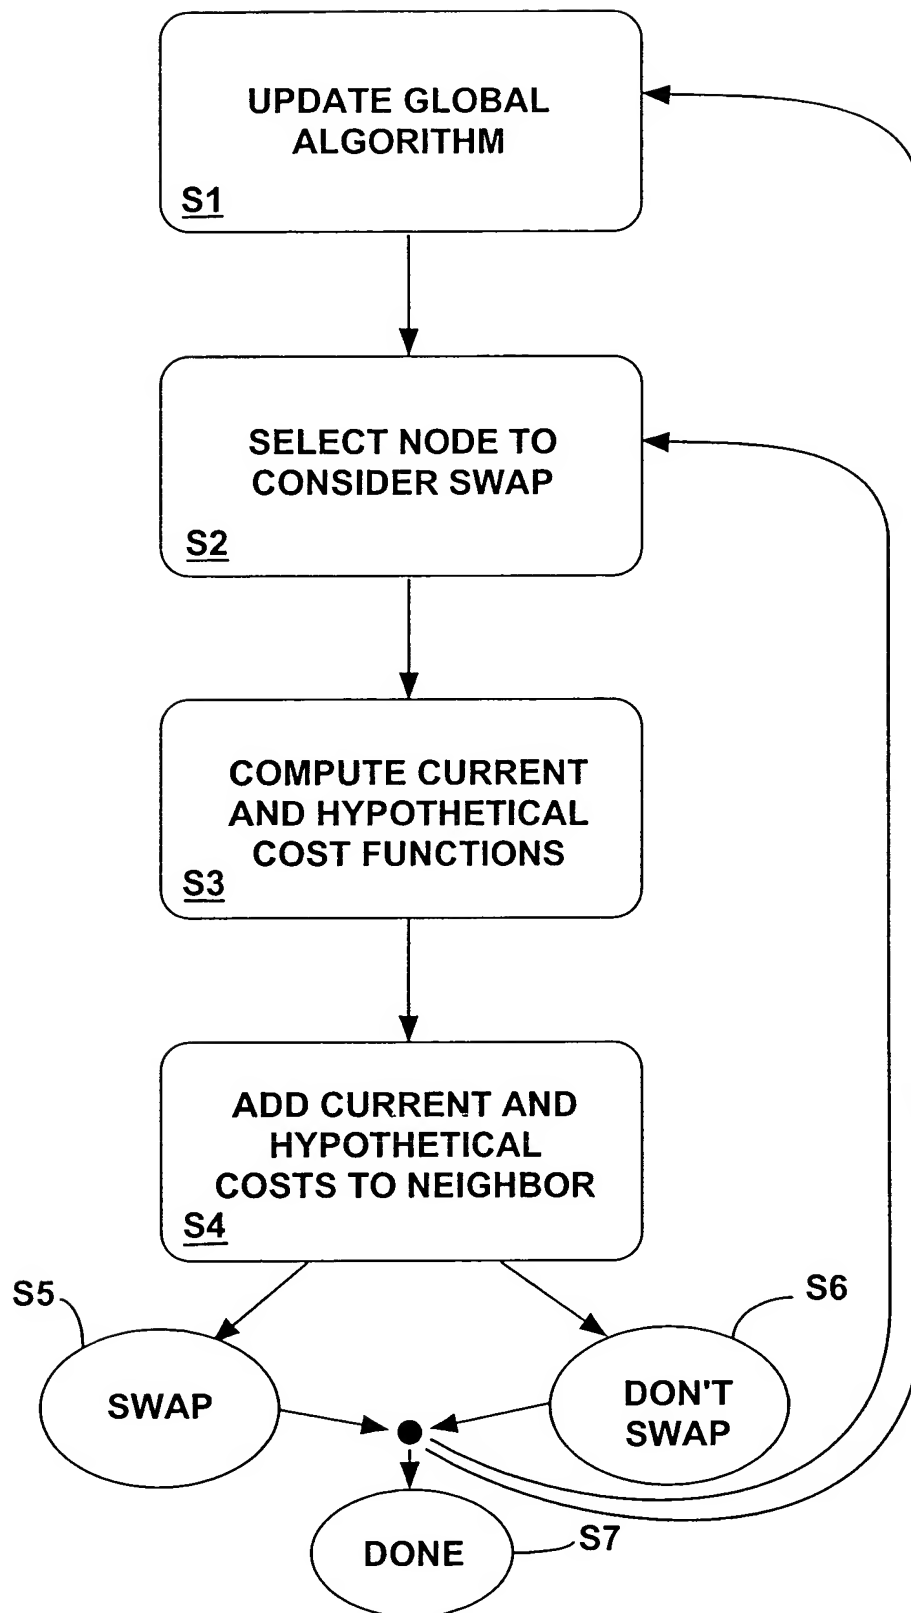 UPDATE GLOBAL
ALGORITHM
S1
SELECT NODE TO
CONSIDER SWAP
S2
COMPUTE CURRENT
AND HYPOTHETICAL
COST FUNCTIONS
S3
ADD CURRENT AND
HYPOTHETICAL
COSTS TO NEIGHBOR
S4
S5
S6
SWAP
DON'T
SWAP
DONE
S7